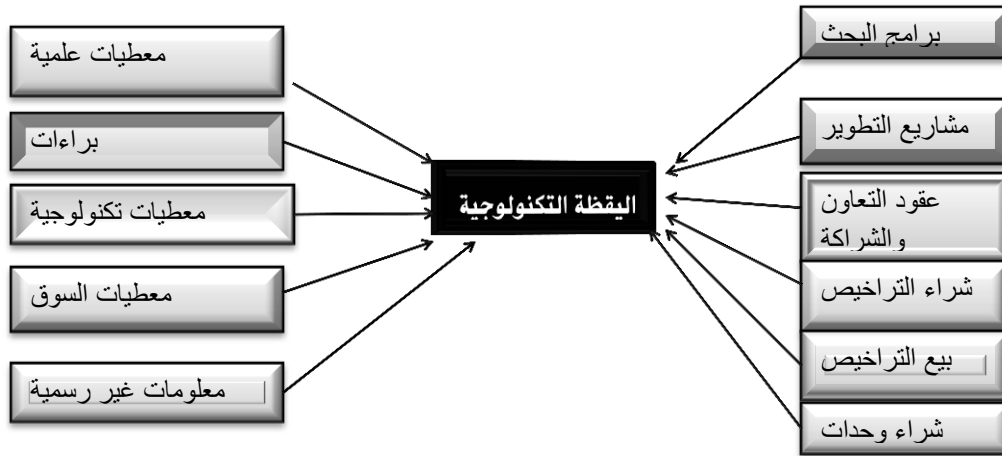 برامج البحث
مشاريع التطوير
عقود التعاون
والشراكة
شراء التراخيص
بيع التراخيص
شراء وحدات
اليقظة التكنولوجية
معطيات علمية
براءات
معطيات تكنولوجية
معطيات السوق
معلومات غير رسمية